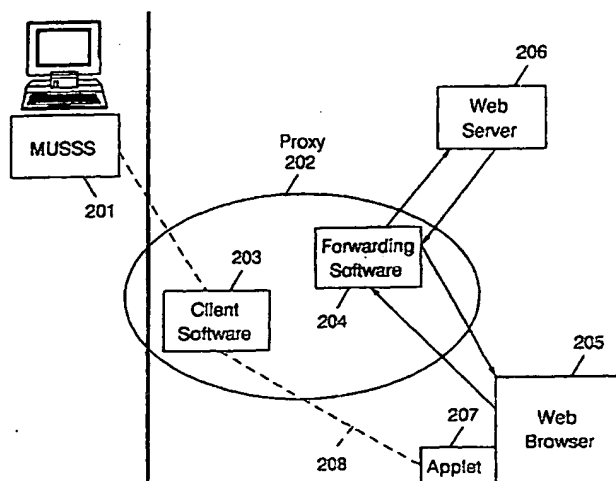 206
Web
Server
MUSSS
201
Proxy
202
203
Client
Software
Forwarding
Software
204
205
Web
Browser
207
Applet
208